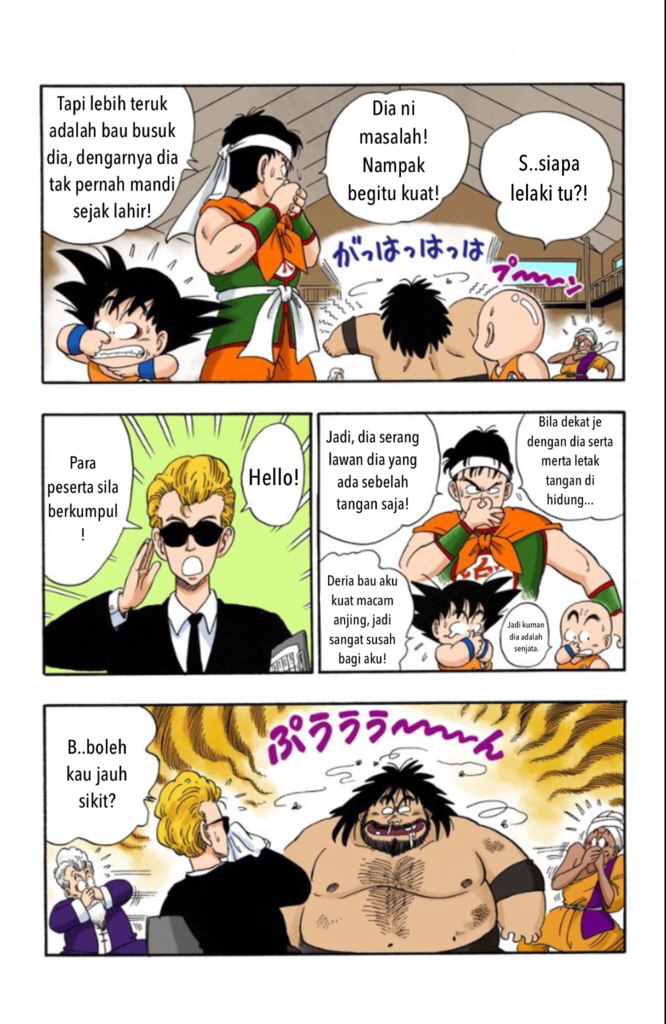 S..siapa
lelaki tu?!
Dia ni
masalah!
Nampak
begitu kuat!
Tapi lebih teruk
adalah bau busuk
dia, dengarnya dia
tak pernah mandi
sejak lahir!
がっはっはっは
プ〜〜ン
Bila dekat je
dengan dia serta
merta letak
tangan di
hidung...
Jadi, dia serang
lawan dia yang
ada sebelah
tangan saja!
Jadi kuman
dia adalah
senjata.
Deria bau aku
kuat macam
anjing, jadi
sangat susah
bagi aku!
Hello!
Para
peserta sila
berkumpul
!
ぷぅぅぅ〜〜〜ん
B..boleh
kau jauh
sikit?